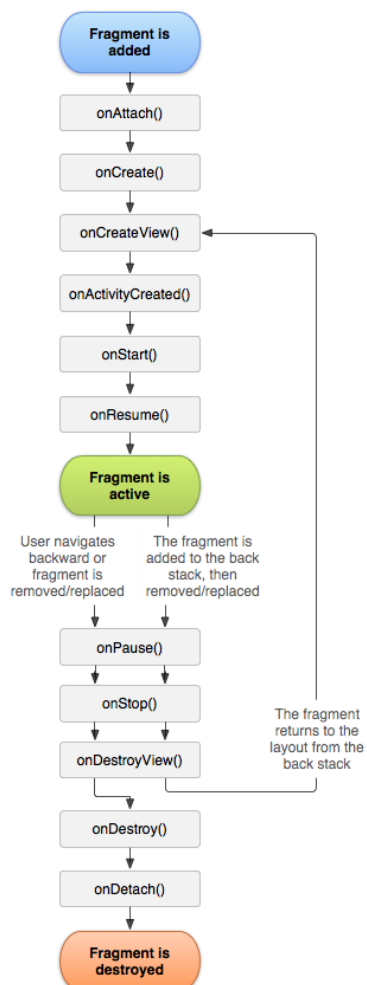 Fragment is
added
onAttach()
onCreate()
onCreateView()
onActivityCreated()
onStart()
onResume()
Fragment is
active
User navigates
backward or
fragment is
removed/replaced
The fragment is
added to the back
stack, then
removed/replaced
onPause()
onStop()
onDestroyView()
The fragment
returns to the
layout from the
back stack
onDestroy()
onDetach()
Fragment is
destroyed